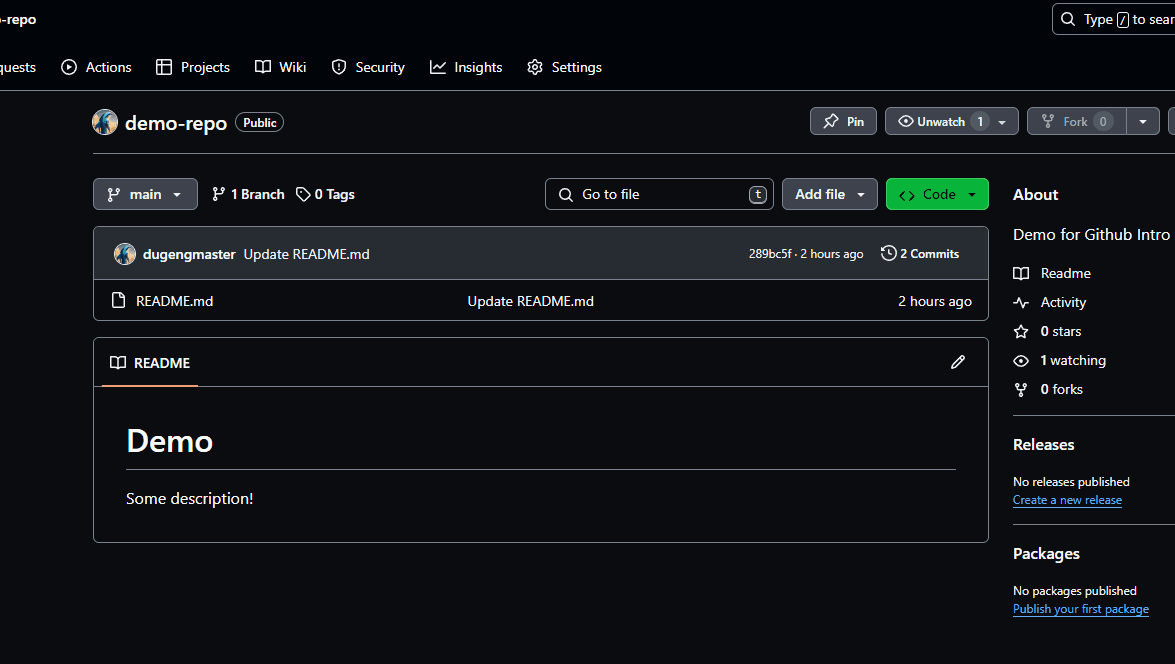 -repo
Type / to sear
quests Actions Projects Wiki Security Insights Settings
demo-repo Public Pin Unwatch 1 Fork 0
main 1 Branch 0 Tags Go to file t Add file Code
dugengmaster Update README.md 289bc5f · 2 hours ago 2 Commits
README.md Update README.md 2 hours ago
README
Demo
Some description!
About
Demo for Github Intro
Readme
Activity
0 stars
1 watching
0 forks
Releases
No releases published
Create a new release
Packages
No packages published
Publish your first package